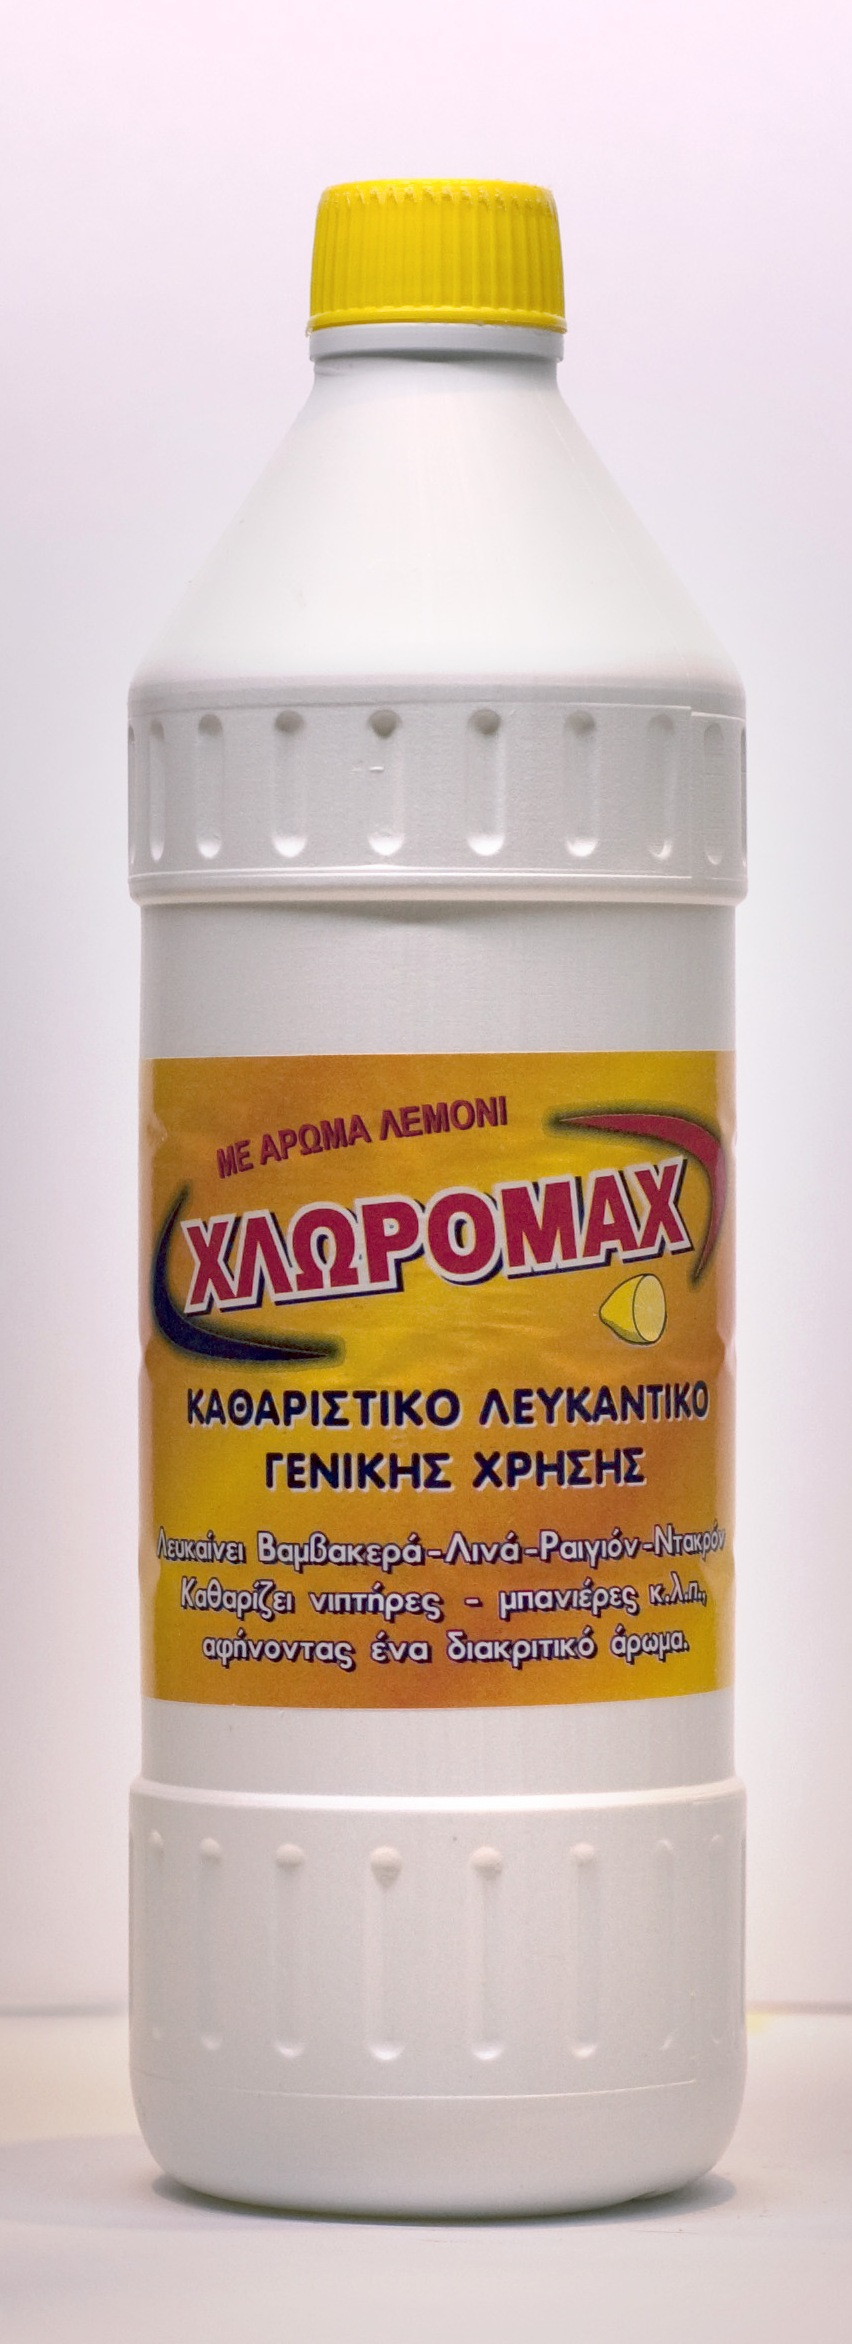 ΜΕ ΑΡΩΜΑ ΛΕΜΟΝΙ
ΧΛΩΡΟΜΑΧ
ΚΑΘΑΡΙΣΤΙΚΟ ΛΕΥΚΑΝΤΙΚΟ
ΓΕΝΙΚΗΣ ΧΡΗΣΗΣ
Λευκαίνει Βαμβακερά-Λινά-Ραιγιόν-Ντακρόν
Καθαρίζει νιπτήρες - μπανιέρες κ.λ.π.,
αφήνοντας ένα διακριτικό άρωμα.